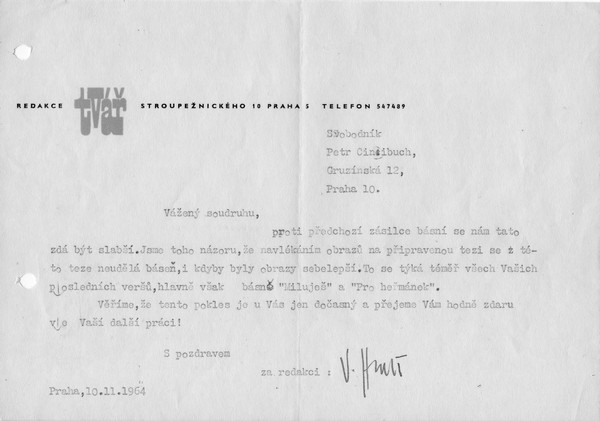 REDAKCE tvář STROUPEŽNICKÉHO 10 PRAHA 5 TELEFON 547489
Svobodník
Petr Cincibuch,
Gruzínská 12,
Praha 10.
Vážený soudruhu,
proti předchozí zásilce básní se nám tato
zdá být slabší.Jsme toho názoru,že navlékáním obrazů na připravenou tezi se z té-
to teze neudělá báseň,i kdyby byly obrazy sebelepší.To se týká téměř všech Vašich
posledních veršů,hlavně však básně "Miluješ" a "Pro heřmánek".
Věříme,že tento pokles je u Vás jen dočasný a přejeme Vám hodně zdaru
ve Vaší další práci!
S pozdravem
za redakci :
Praha,10.11.1964